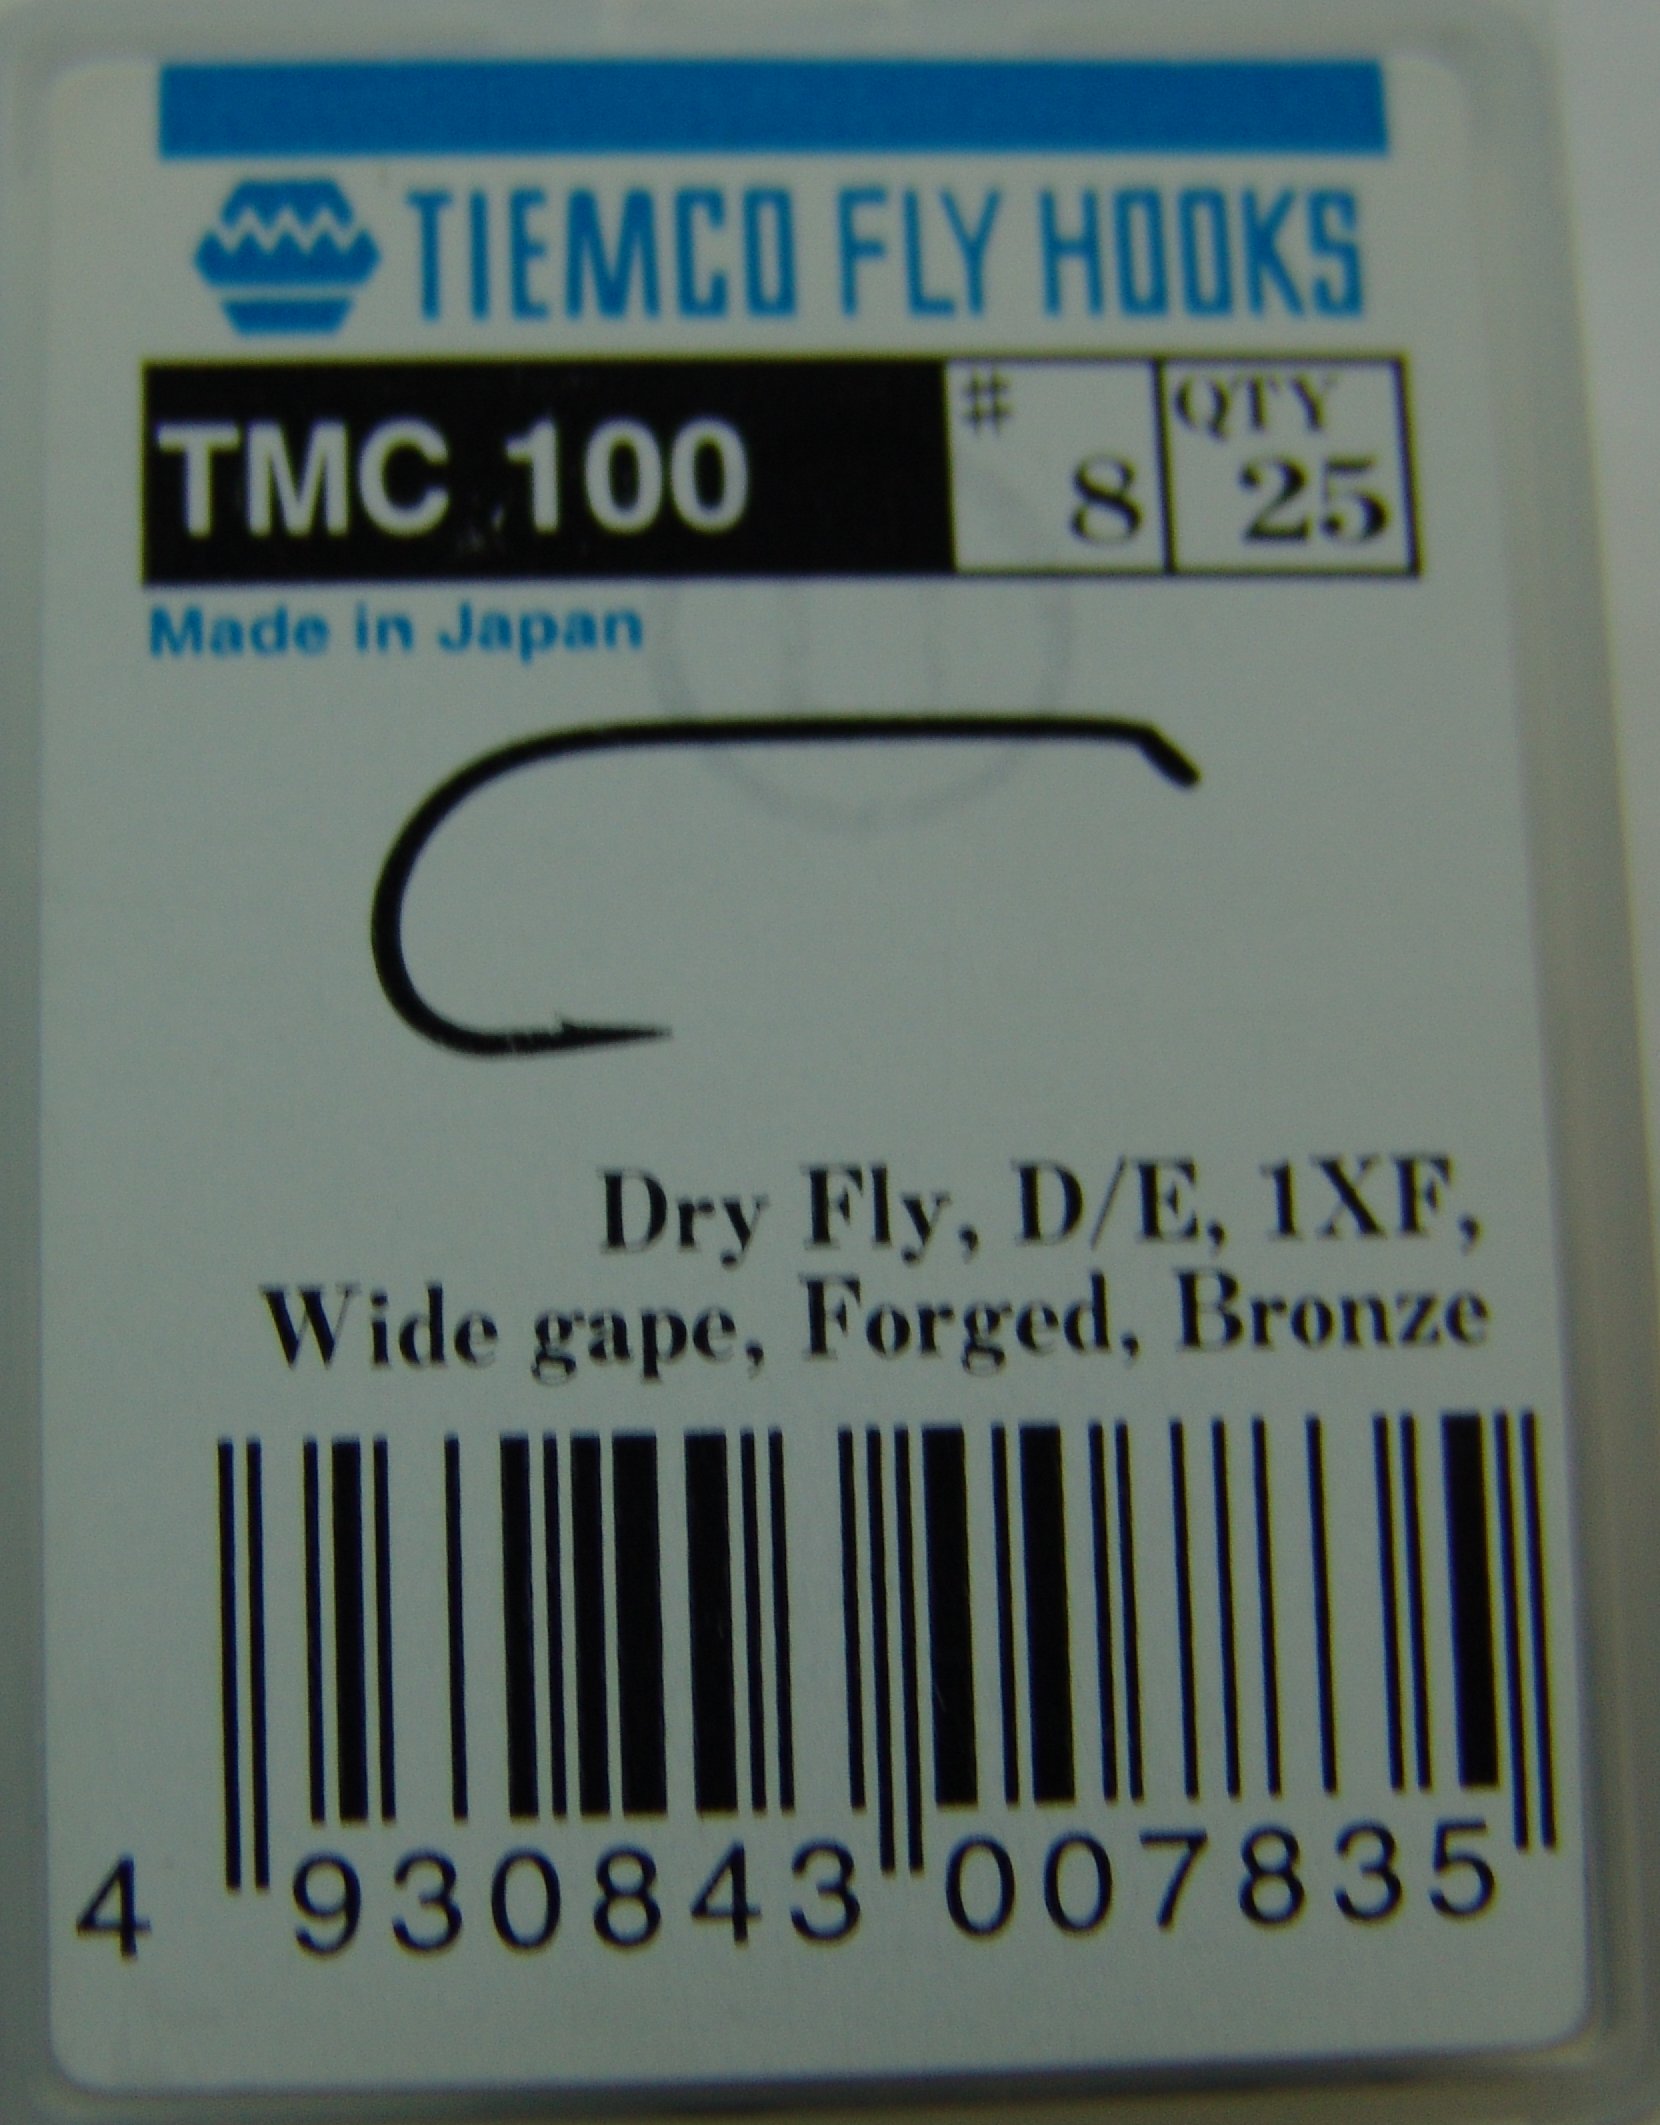 TIEMCO FLY HOOKS
TMC 100 # 8 QTY 25
Made in Japan
Dry Fly, D/E, 1XF,
Wide gape, Forged, Bronze
4 930843 007835